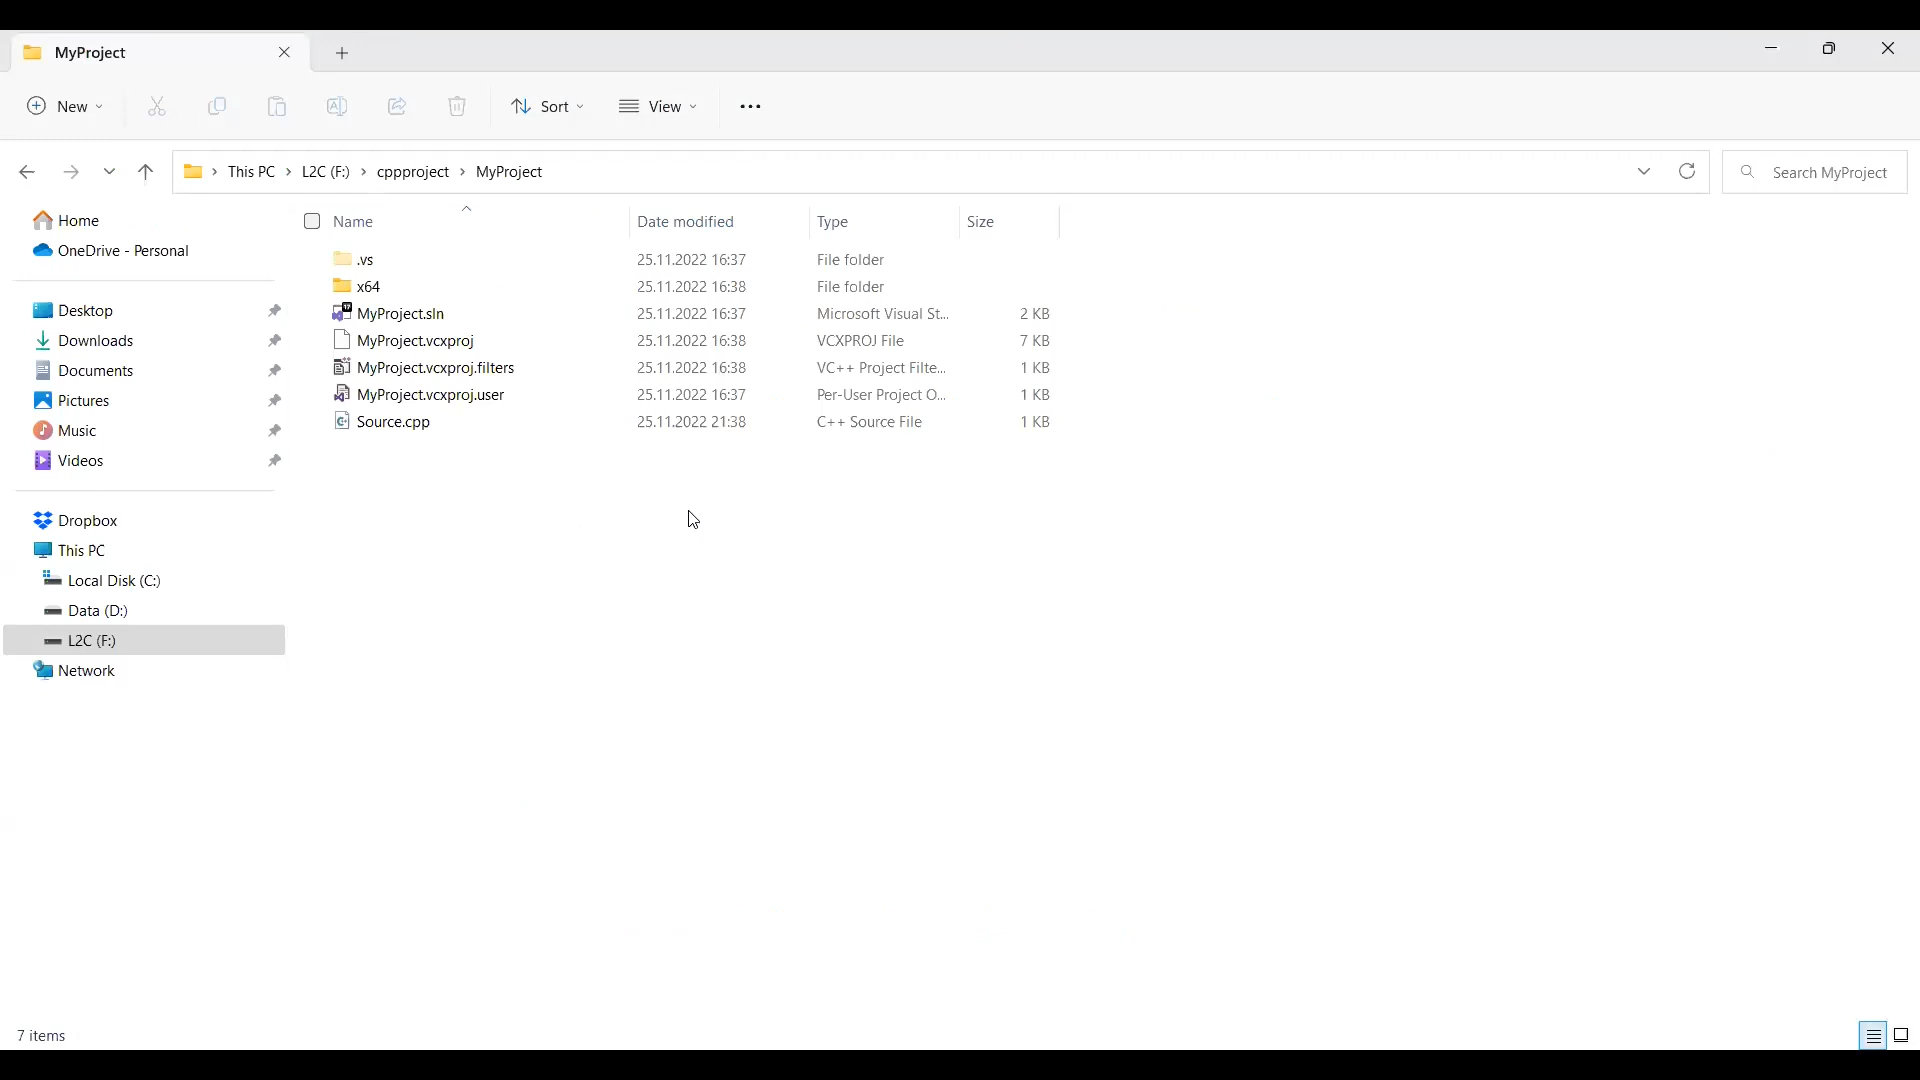 MyProject
New
Sort
View
This PC > L2C (F:) > cppproject > MyProject
Search MyProject
Home
OneDrive - Personal
Desktop
Downloads
Documents
Pictures
Music
Videos
Dropbox
This PC
Local Disk (C:)
Data (D:)
L2C (F:)
Network
Name Date modified Type Size
.vs 25.11.2022 16:37 File folder
x64 25.11.2022 16:38 File folder
MyProject.sln 25.11.2022 16:37 Microsoft Visual St... 2 KB
MyProject.vcxproj 25.11.2022 16:38 VCXPROJ File 7 KB
MyProject.vcxproj.filters 25.11.2022 16:38 VC++ Project Filte... 1 KB
MyProject.vcxproj.user 25.11.2022 16:37 Per-User Project O... 1 KB
Source.cpp 25.11.2022 21:38 C++ Source File 1 KB
7 items